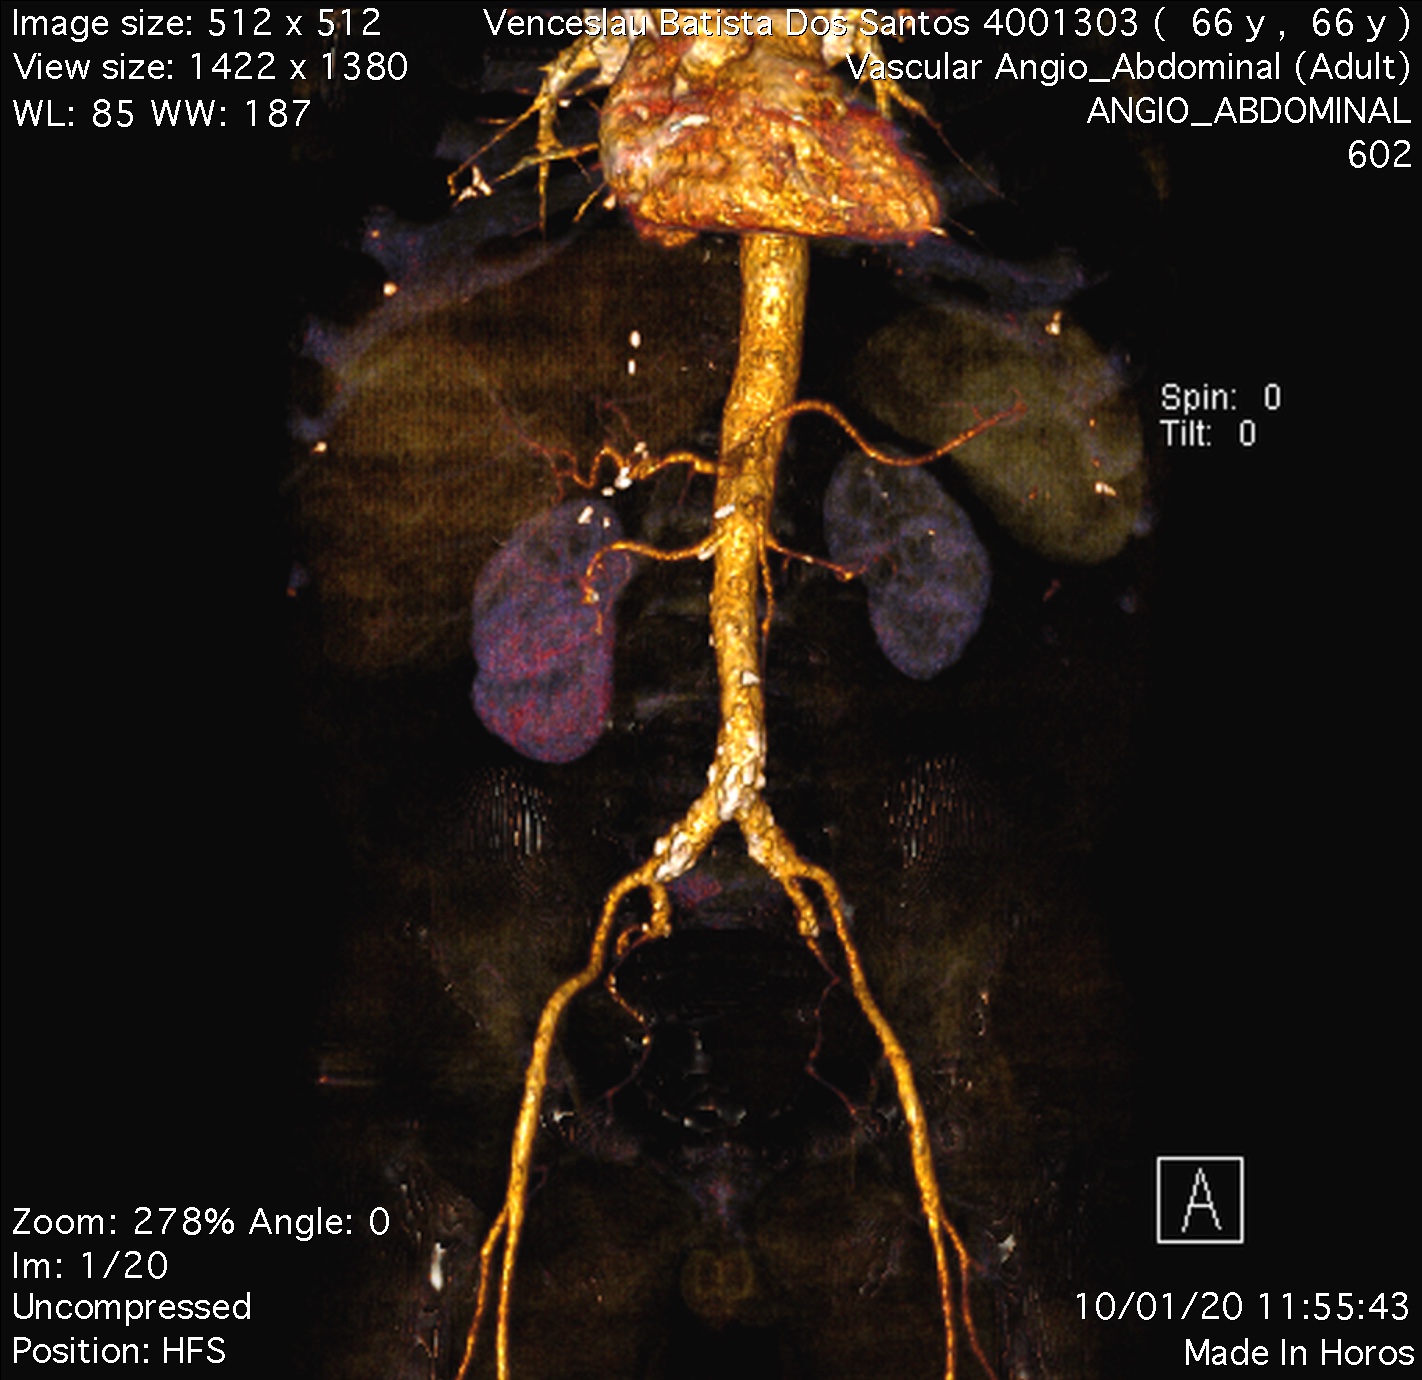 Image size: 512 x 512
View size: 1422 x 1380
WL: 85 WW: 187
Venceslau Batista Dos Santos 4001303 ( 66 y , 66 y )
Vascular Angio_Abdominal (Adult)
ANGIO_ABDOMINAL
602
Spin: 0
Tilt: 0
A
Zoom: 278% Angle: 0
Im: 1/20
Uncompressed
Position: HFS
10/01/20 11:55:43
Made In Horos